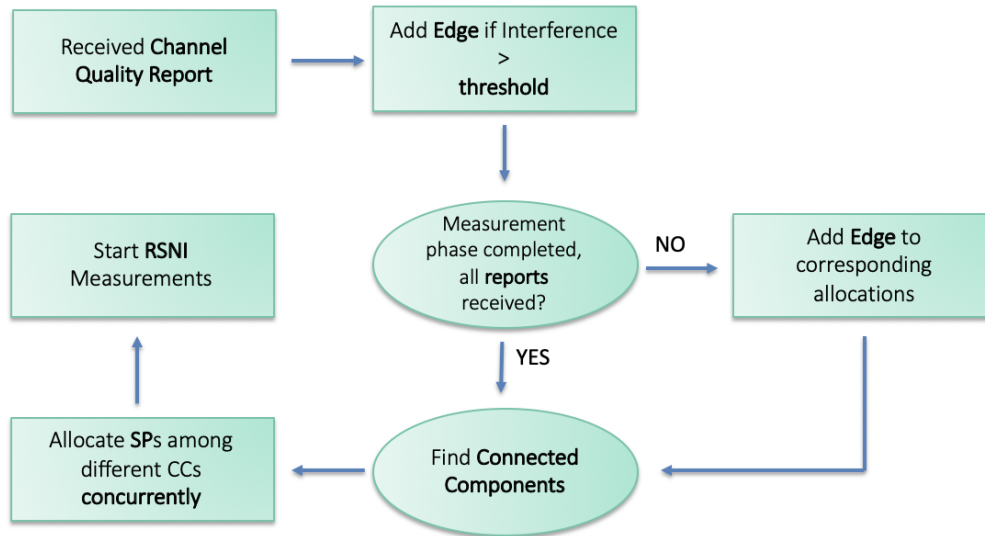 Received Channel
Quality Report
Add Edge if Interference
>
threshold
Measurement
phase completed,
all reports
received?
NO
Add Edge to
corresponding
allocations
YES
Find Connected
Components
Allocate SPs among
different CCs
concurrently
Start RSNI
Measurements